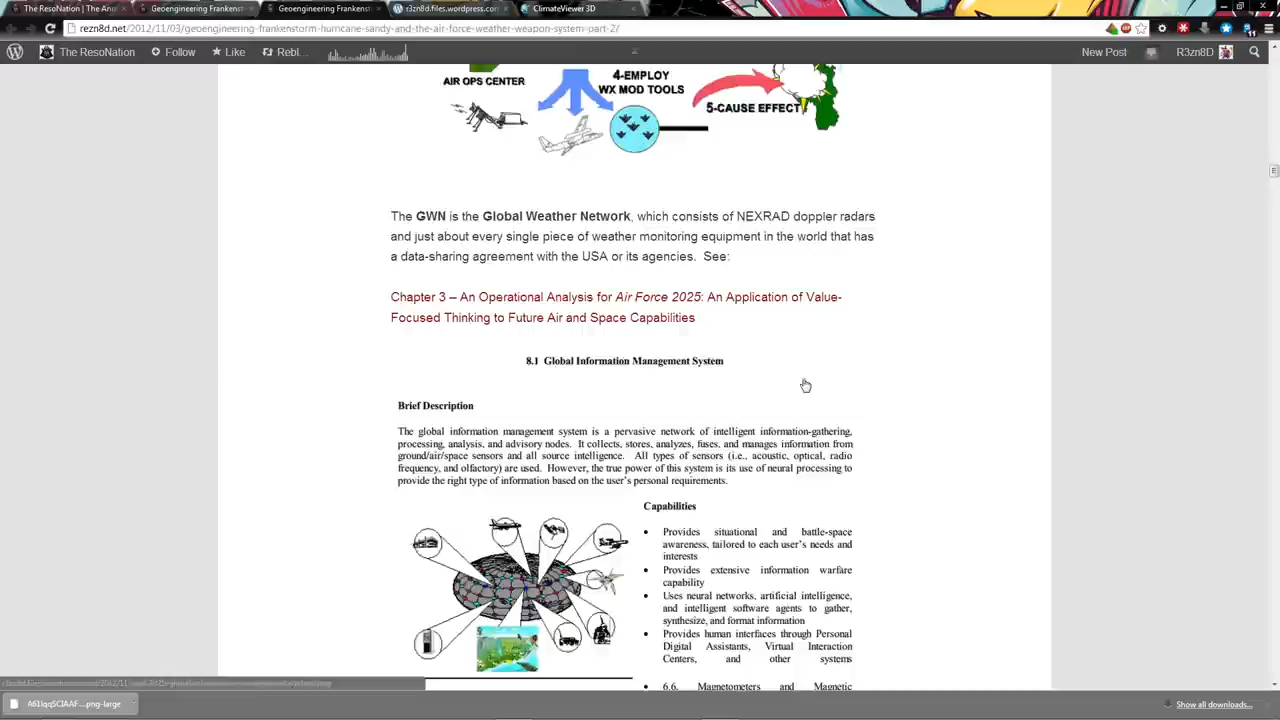 The ResoNation | The An
Geoengineering Frankenst
Geoengineering Frankenst
r3zn8d.files.wordpress.com
ClimateViewer 3D
rezn8d.net/2012/11/03/geoengineering-frankenstorm-hurricane-sandy-and-the-air-force-weather-weapon-system-part-2/
The ResoNation
Follow
Like
Rebl...
New Post
R3zn8D
AIR OPS CENTER
4-EMPLOY
WX MOD TOOLS
5-CAUSE EFFECT
The GWN is the Global Weather Network, which consists of NEXRAD doppler radars
and just about every single piece of weather monitoring equipment in the world that has
a data-sharing agreement with the USA or its agencies. See:
Chapter 3 – An Operational Analysis for Air Force 2025: An Application of Value-
Focused Thinking to Future Air and Space Capabilities
8.1 Global Information Management System
Brief Description
The global information management system is a pervasive network of intelligent information-gathering,
processing, analysis, and advisory nodes. It collects, stores, analyzes, fuses, and manages information from
ground/air/space sensors and all source intelligence. All types of sensors (i.e., acoustic, optical, radio
frequency, and olfactory) are used. However, the true power of this system is its use of neural processing to
provide the right type of information based on the user's personal requirements.
Capabilities
• Provides situational and battle-space
awareness, tailored to each user's needs and
interests
• Provides extensive information warfare
capability
• Uses neural networks, artificial intelligence,
and intelligent software agents to gather,
synthesize, and format information
• Provides human interfaces through Personal
Digital Assistants, Virtual Interaction
Centers, and other systems
• 6.6. Magnetometers and Magnetic
Show all downloads...